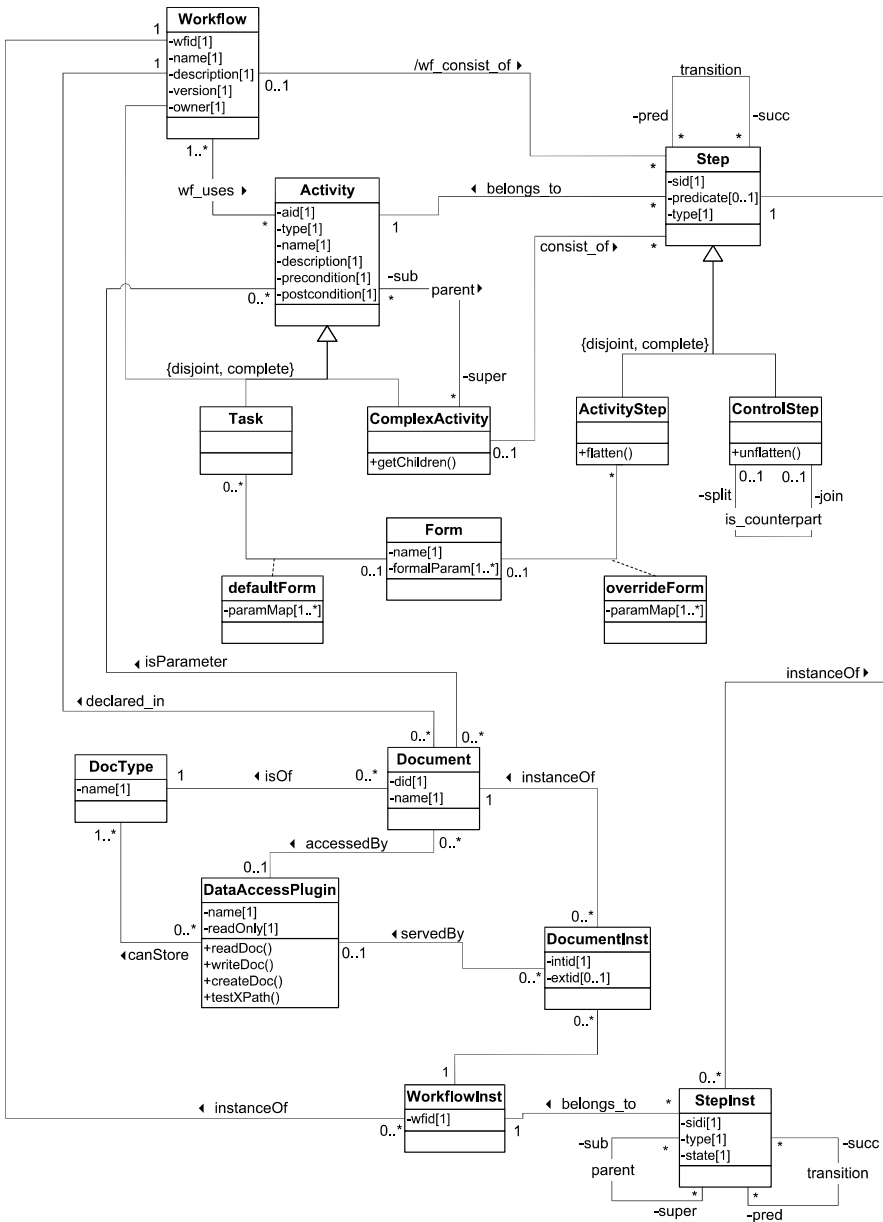 Workflow
-wfid[1]
-name[1]
-description[1]
-version[1]
-owner[1]
1
1
0..1
1..*
/wf_consist_of ▸
transition
-pred
-succ
*
*
*
Step
-sid[1]
-predicate[0..1]
-type[1]
1
wf_uses ▸
*
Activity
-aid[1]
-type[1]
-name[1]
-description[1]
-precondition[1]
-postcondition[1]
1
◂ belongs_to
*
consist_of ▸
*
-sub
*
parent▸
0..*
-super
*
{disjoint, complete}
{disjoint, complete}
Task
ComplexActivity
+getChildren()
0..1
ActivityStep
+flatten()
ControlStep
+unflatten()
0..*
*
0..1
0..1
-split
-join
is_counterpart
Form
-name[1]
-formalParam[1..*]
0..1
0..1
defaultForm
-paramMap[1..*]
overrideForm
-paramMap[1..*]
◂ isParameter
instanceOf ▸
◂ declared_in
0..*
0..*
DocType
-name[1]
1
◂ isOf
0..*
Document
-did[1]
-name[1]
1
◂ instanceOf
1..*
◂ accessedBy
0..*
0..1
DataAccessPlugin
-name[1]
-readOnly[1]
+readDoc()
+writeDoc()
+createDoc()
+testXPath()
0..*
◂canStore
◂ servedBy
0..1
0..*
0..*
DocumentInst
-intid[1]
-extid[0..1]
0..*
1
WorkflowInst
-wfid[1]
◂ instanceOf
0..*
1
◂ belongs_to
*
0..*
StepInst
-sidi[1]
-type[1]
-state[1]
-sub
*
parent
-super
*
*
-succ
transition
*
-pred